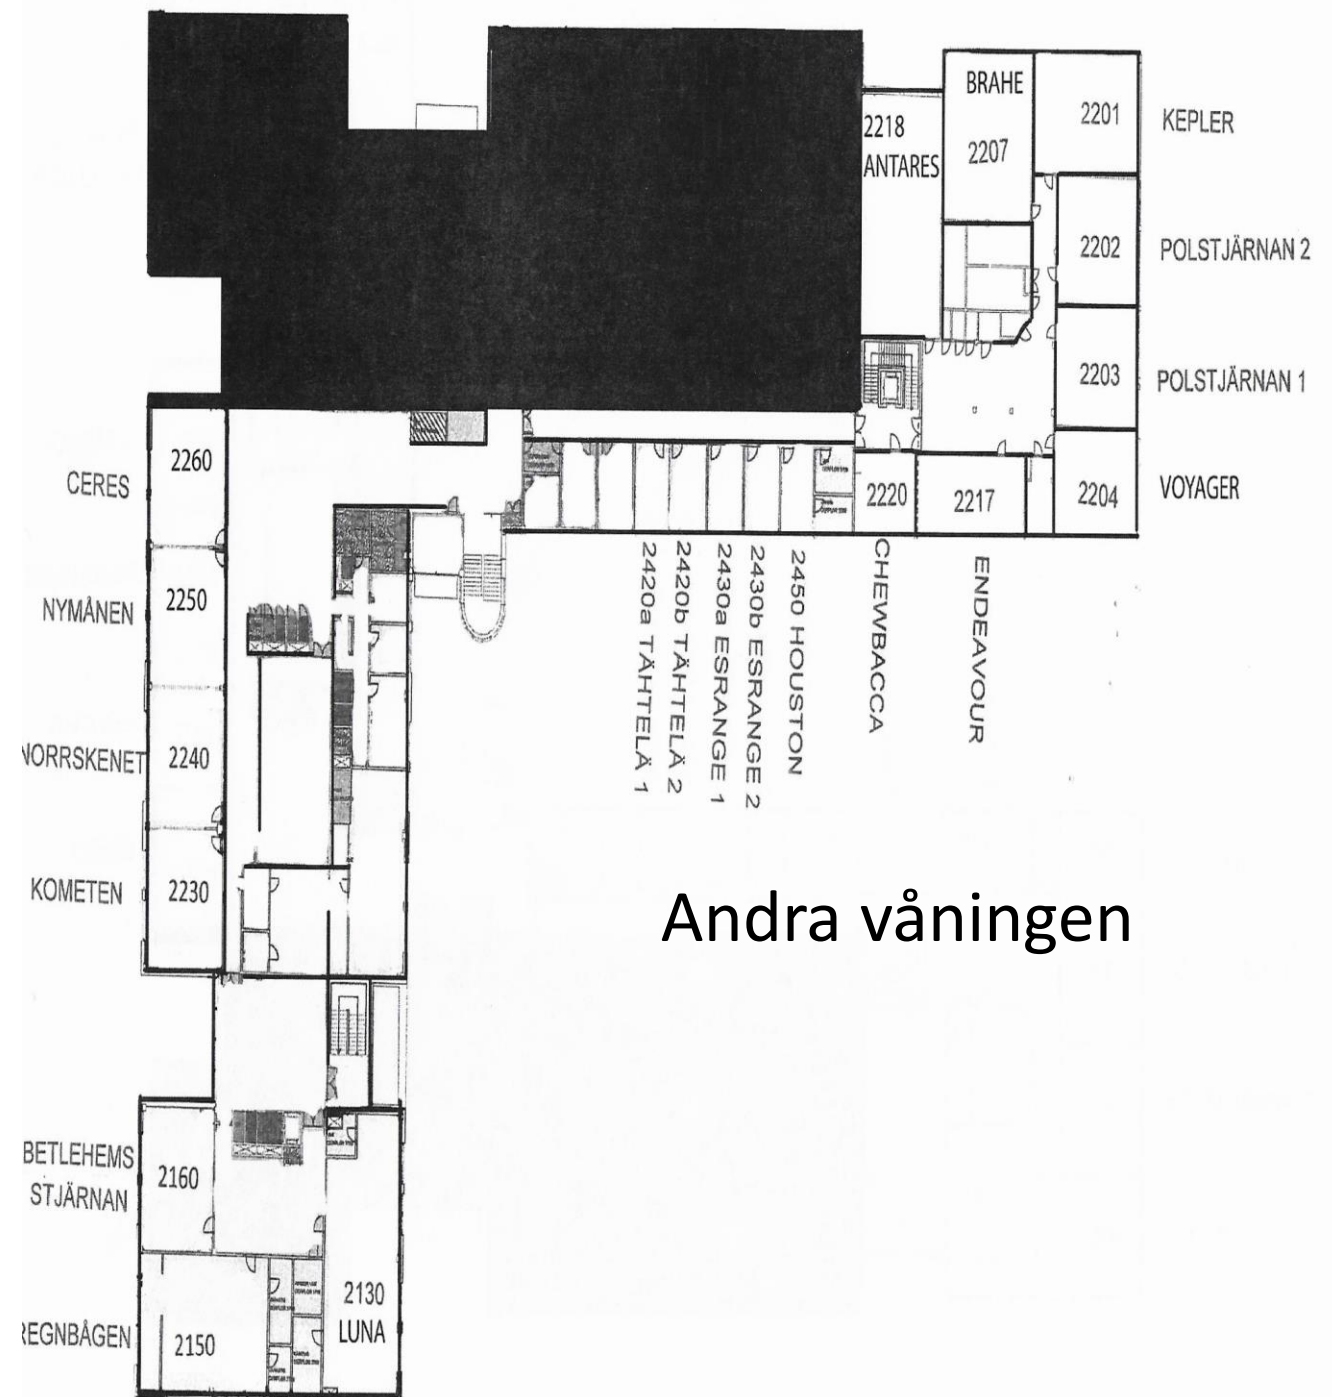 BRAHE
2201
KEPLER
2218
ANTARES
2207
2202
POLSTJÄRNAN 2
2203
POLSTJÄRNAN 1
2260
CERES
2220
2217
2204
VOYAGER
2250
NYMÅNEN
2420a TÄHTELÄ 1
2420b TÄHTELÄ 2
2430a ESRANGE 1
2430b ESRANGE 2
2450 HOUSTON
CHEWBACCA
ENDEAVOUR
2240
NORRSKENET
2230
KOMETEN
Andra våningen
BETLEHEMS
STJÄRNAN
2160
2130
LUNA
REGNBÅGEN
2150